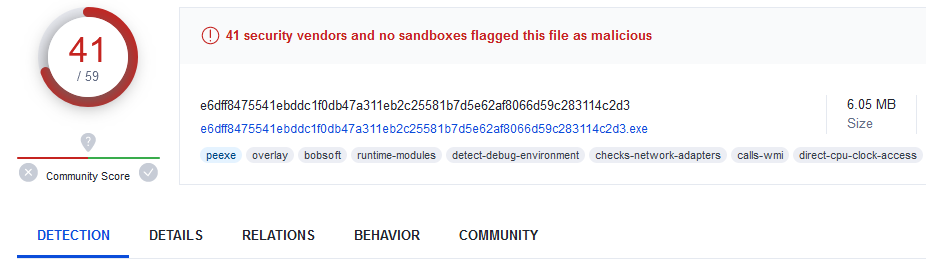 41
/ 59
?
Community Score
41 security vendors and no sandboxes flagged this file as malicious
e6dff8475541ebddc1f0db47a311eb2c25581b7d5e62af8066d59c283114c2d3
e6dff8475541ebddc1f0db47a311eb2c25581b7d5e62af8066d59c283114c2d3.exe
6.05 MB
Size
peexe overlay bobsoft runtime-modules detect-debug-environment checks-network-adapters calls-wmi direct-cpu-clock-access
DETECTION DETAILS RELATIONS BEHAVIOR COMMUNITY